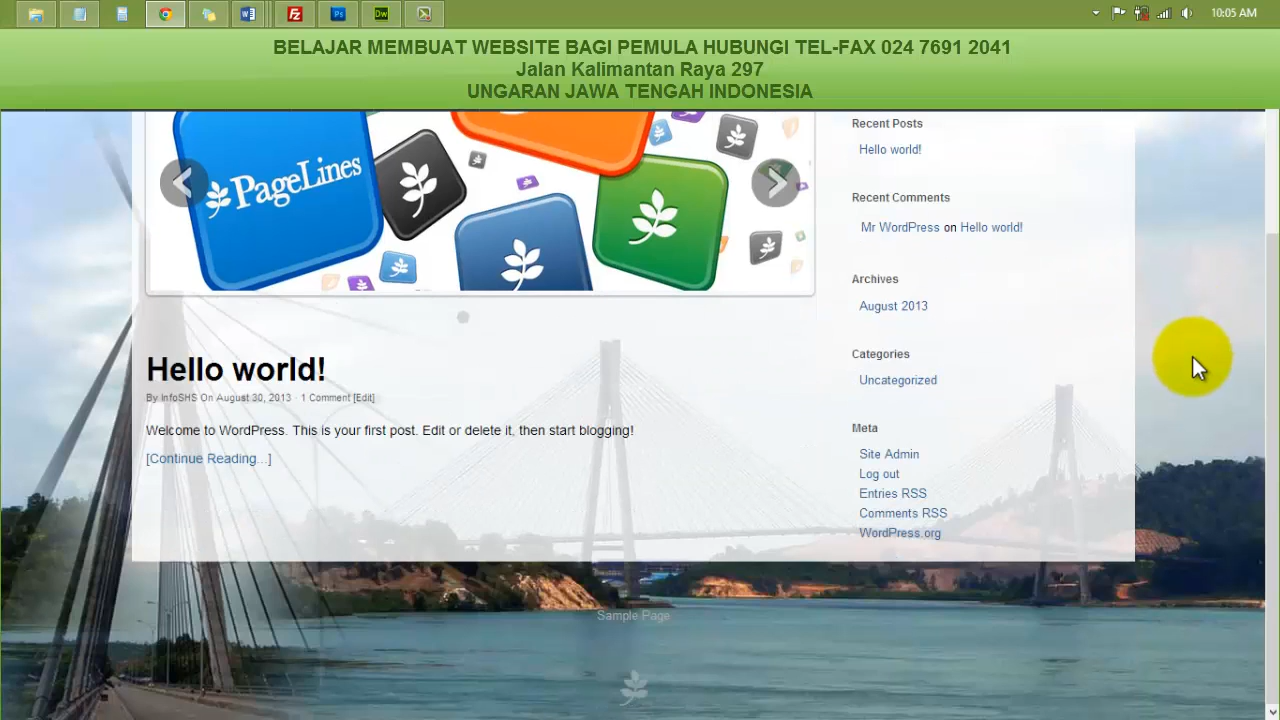 10:05 AM
BELAJAR MEMBUAT WEBSITE BAGI PEMULA HUBUNGI TEL-FAX 024 7691 2041
Jalan Kalimantan Raya 297
UNGARAN JAWA TENGAH INDONESIA
PageLines
Hello world!
By InfoSHS On August 30, 2013 · 1 Comment [Edit]
Welcome to WordPress. This is your first post. Edit or delete it, then start blogging!
[Continue Reading...]
Recent Posts
Hello world!
Recent Comments
Mr WordPress on Hello world!
Archives
August 2013
Categories
Uncategorized
Meta
Site Admin
Log out
Entries RSS
Comments RSS
WordPress.org
Sample Page